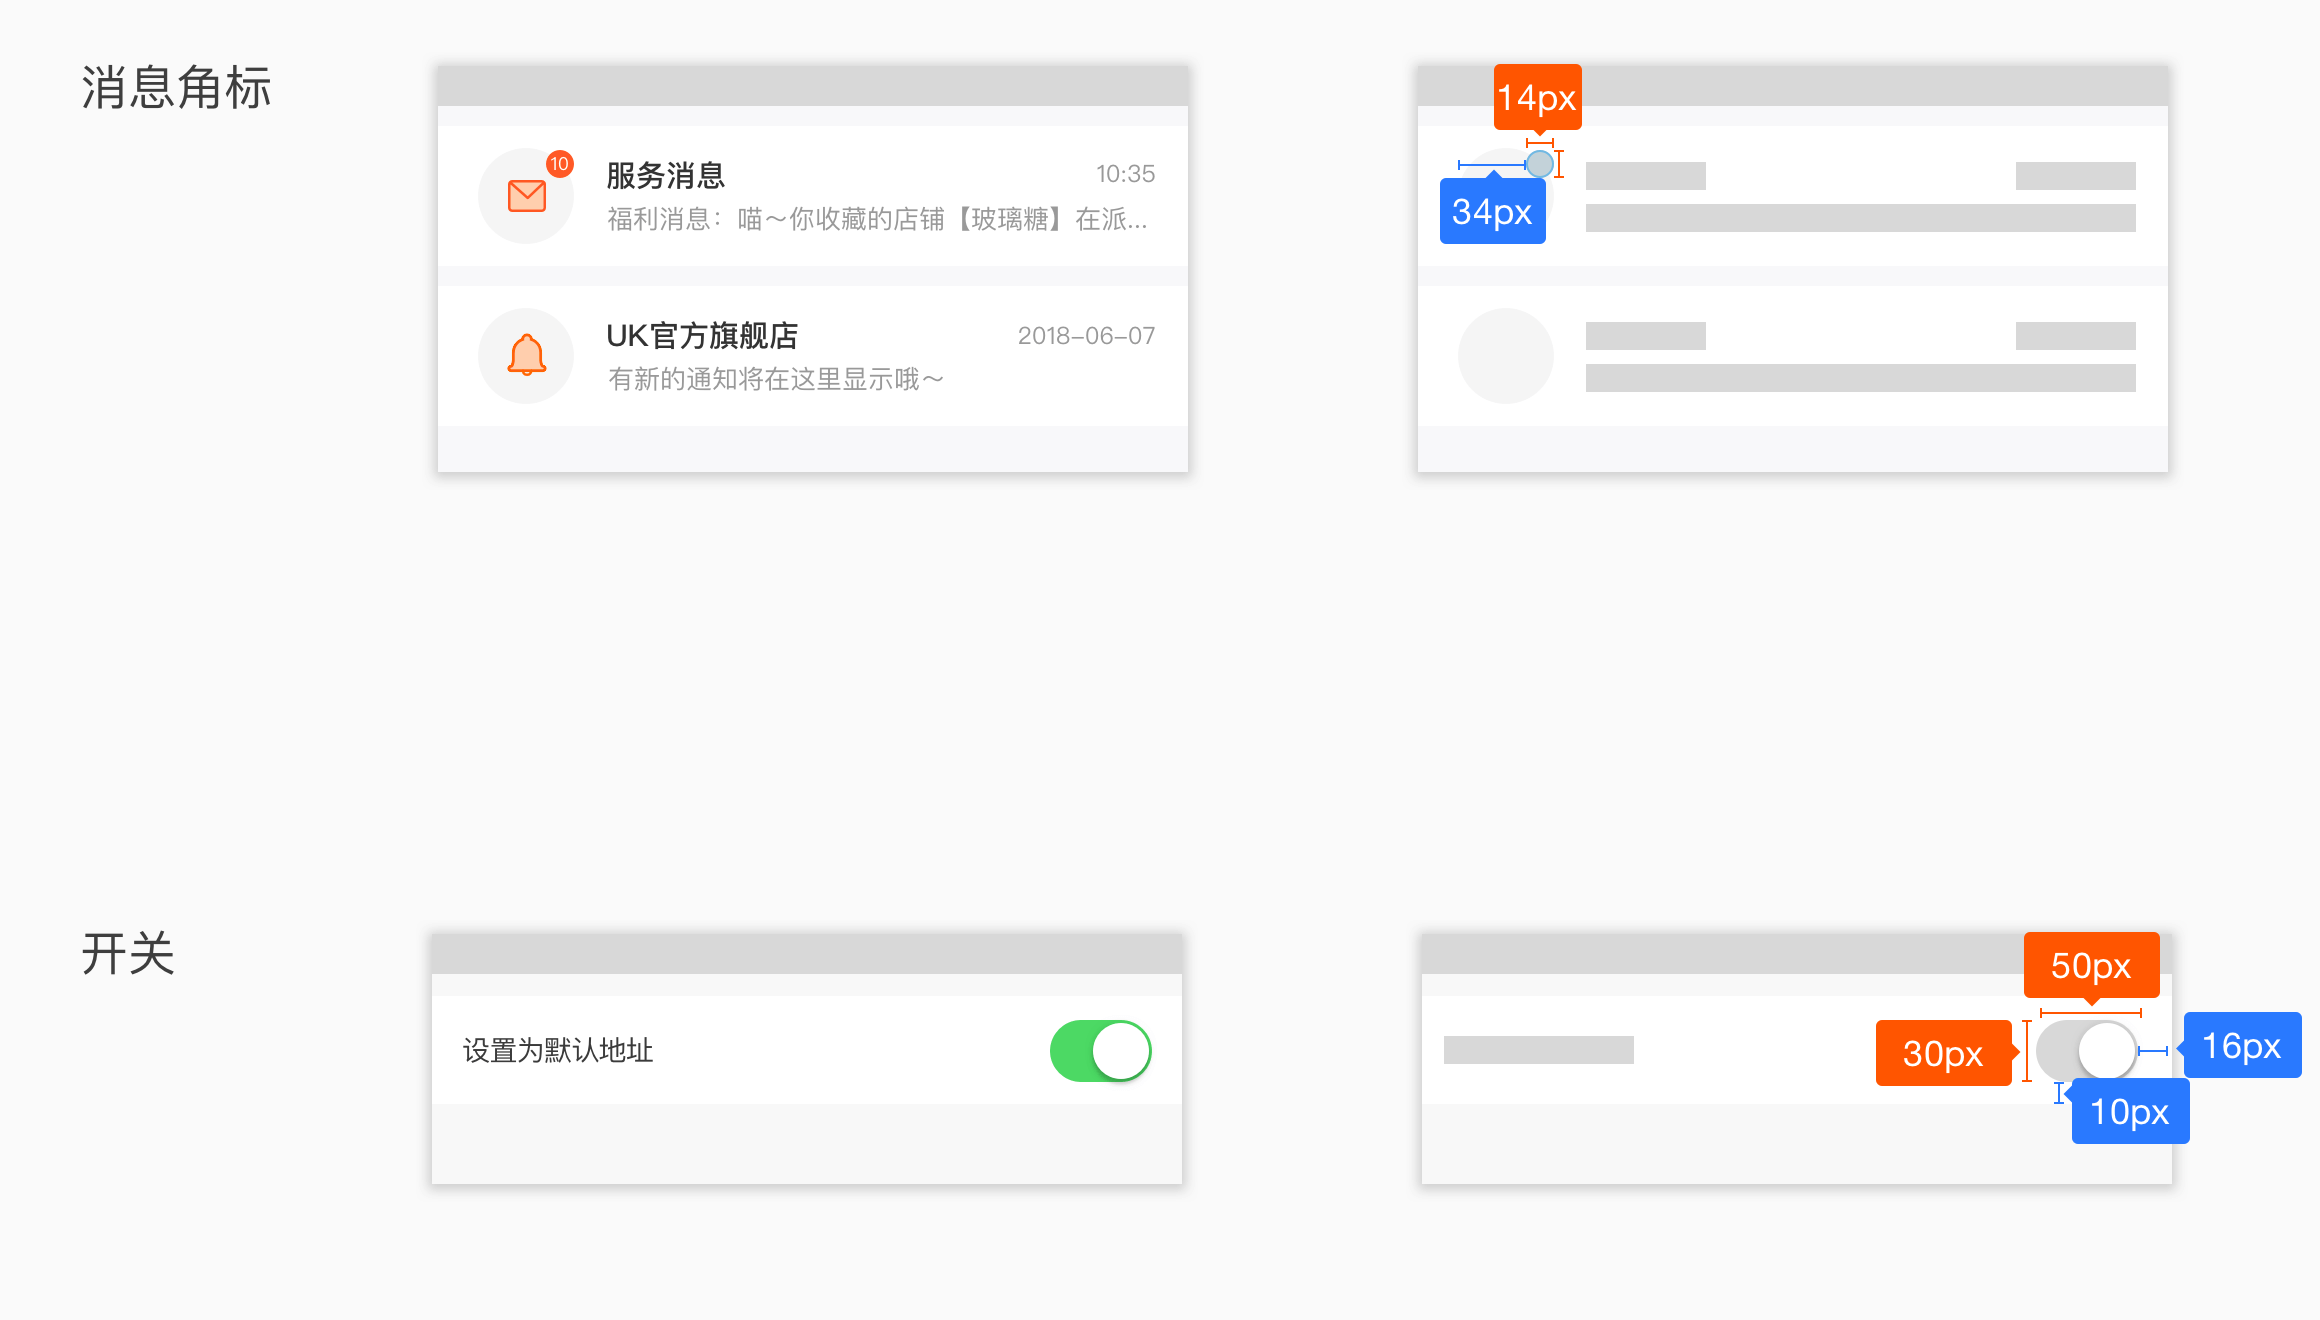 消息角标
10
服务消息
10:35
福利消息：喵～你收藏的店铺【玻璃糖】在派...
UK官方旗舰店
2018-06-07
有新的通知将在这里显示哦～
14px
34px
开关
设置为默认地址
50px
30px
16px
10px